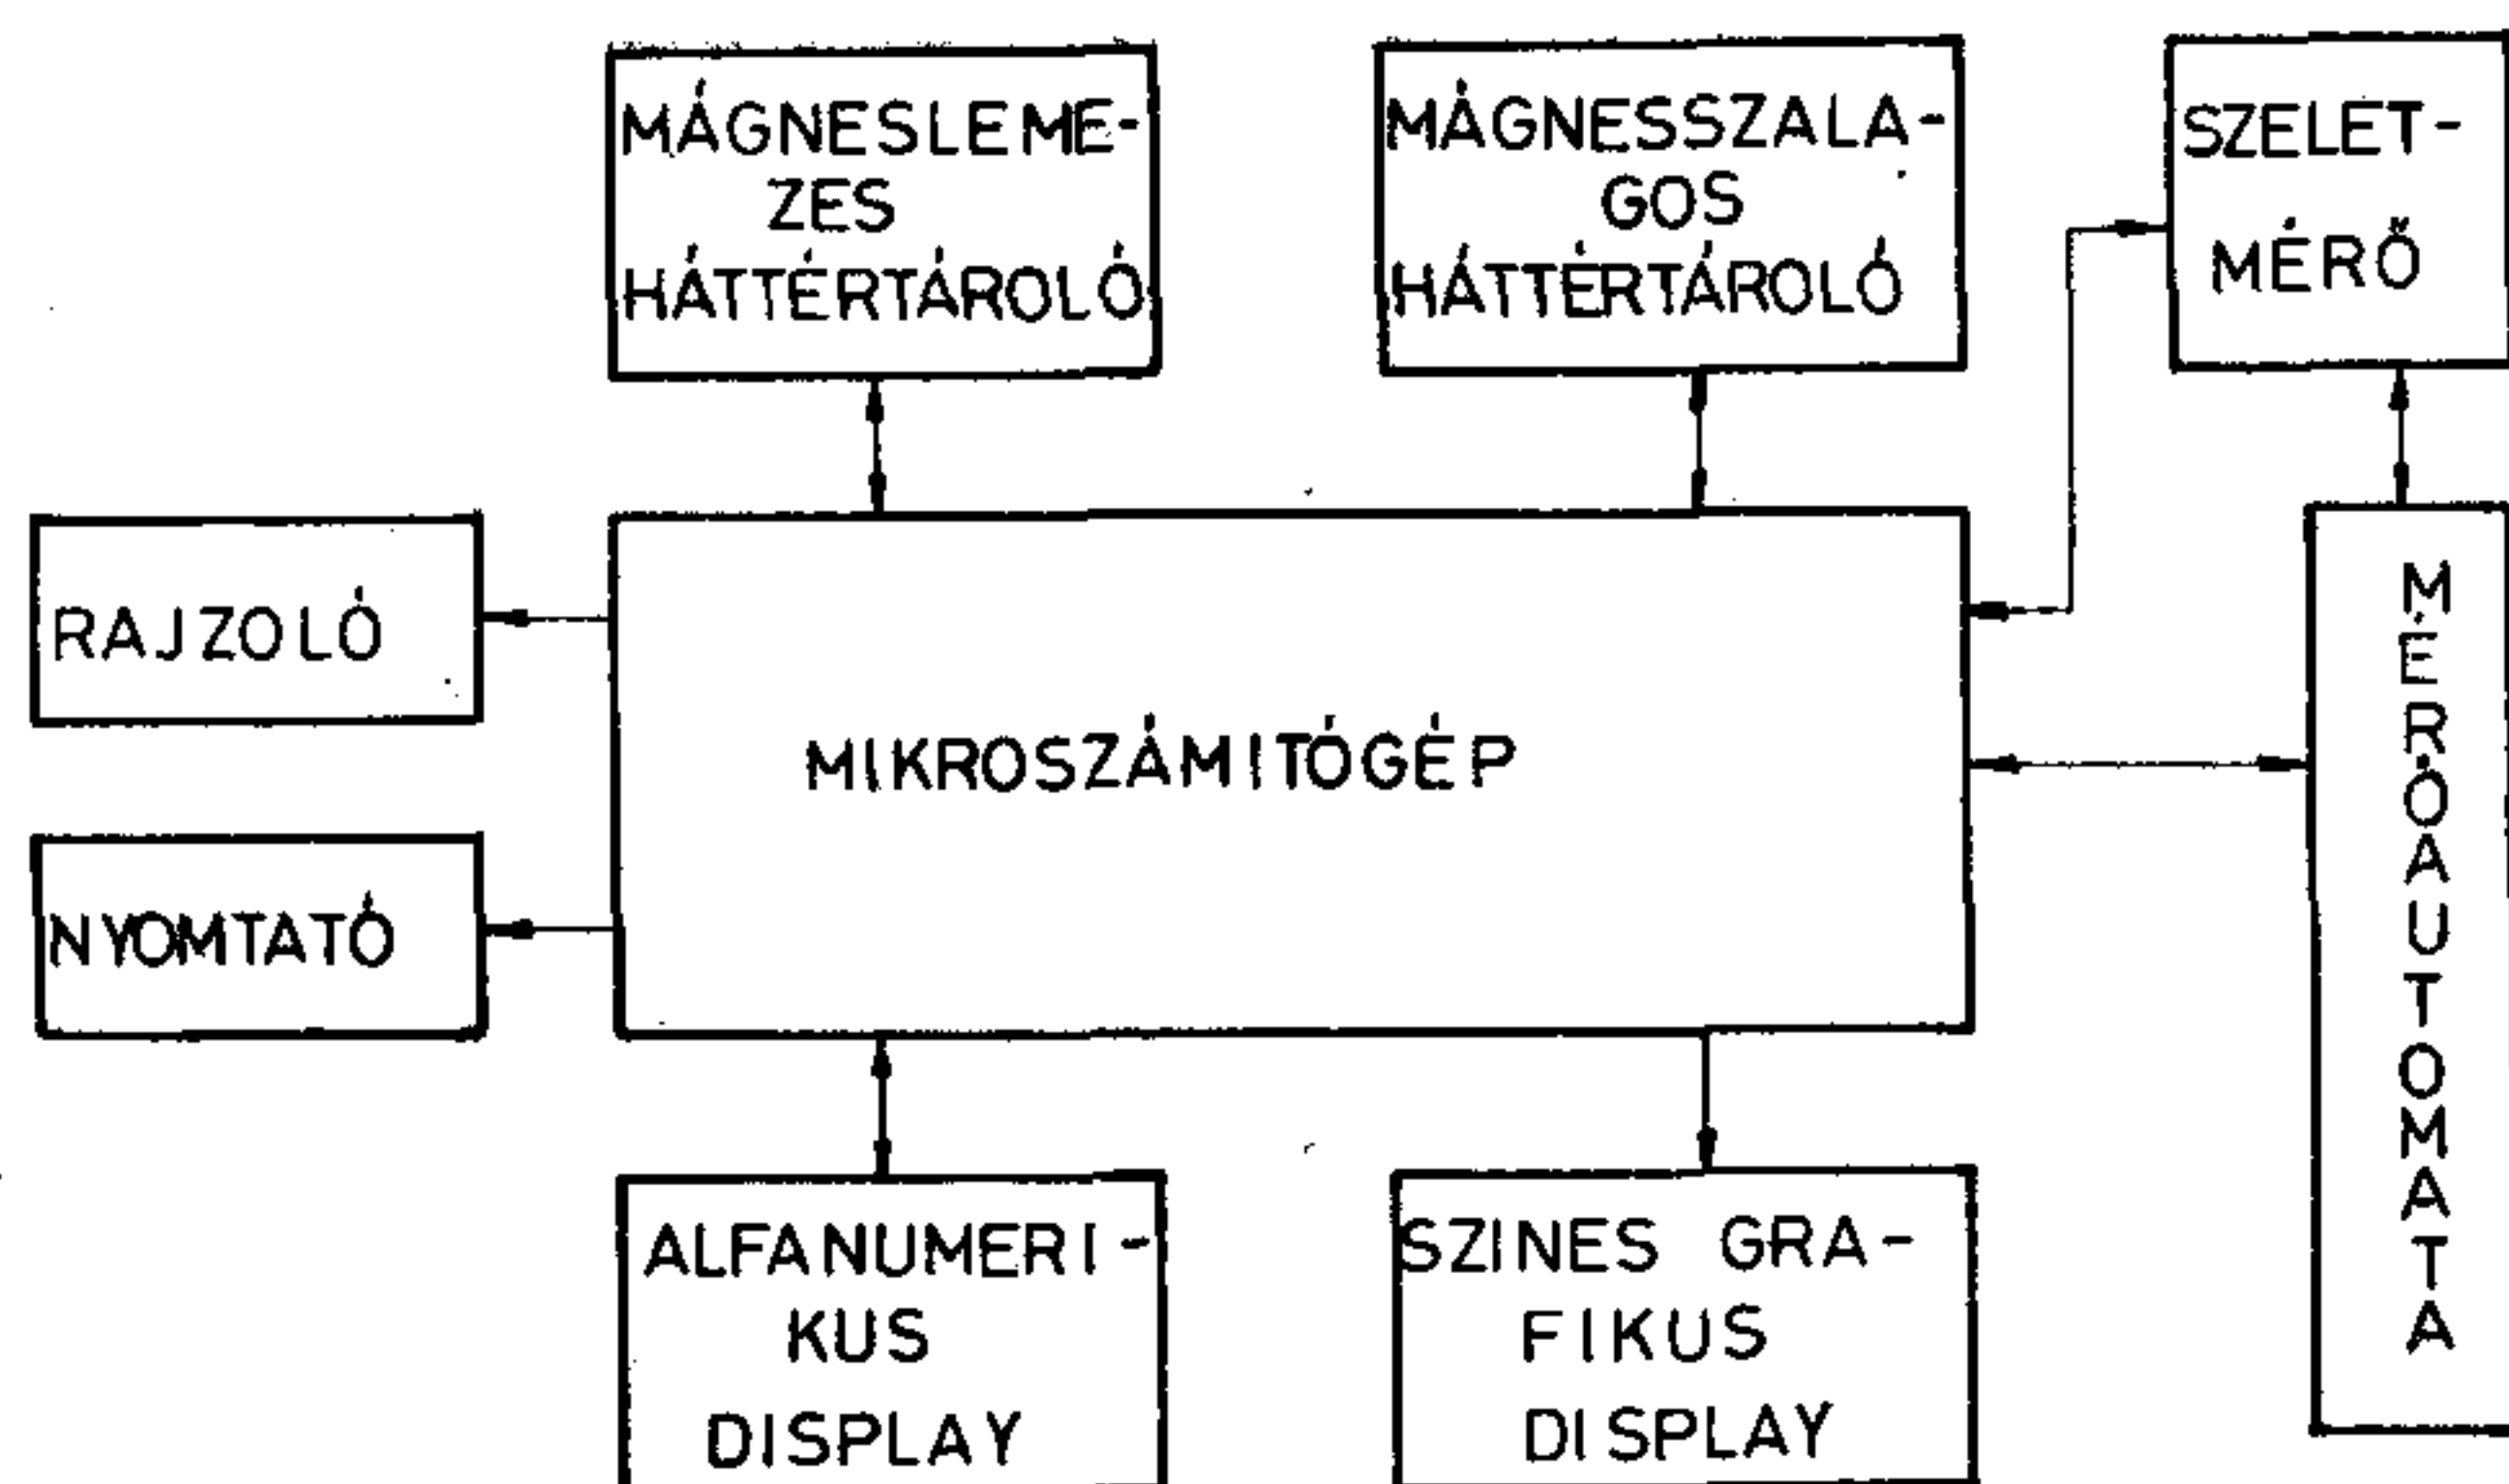 MÁGNESLEME-
ZES
HÁTTÉRTÁROLÓ
MÁGNESSZALA-
GOS
HÁTTÉRTÁROLÓ
SZELET-
MÉRŐ
RAJZOLÓ
NYOMTATÓ
MIKROSZÁMITÓGÉP
MÉRŐAUTOMATA
ALFANUMERI-
KUS
DISPLAY
SZINES GRA-
FIKUS
DISPLAY